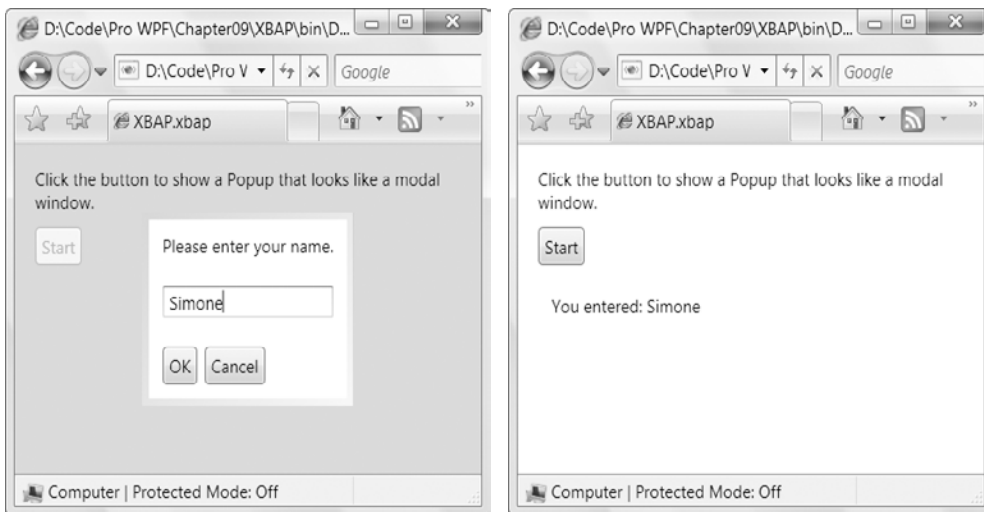 D:\Code\Pro WPF\Chapter09\XBAP\bin\D...
D:\Code\Pro V
Google
XBAP.xbap
Click the button to show a Popup that looks like a modal
window.
Start
Please enter your name.
Simone
OK Cancel
Computer | Protected Mode: Off
D:\Code\Pro WPF\Chapter09\XBAP\bin\D...
D:\Code\Pro V
Google
XBAP.xbap
Click the button to show a Popup that looks like a modal
window.
Start
You entered: Simone
Computer | Protected Mode: Off